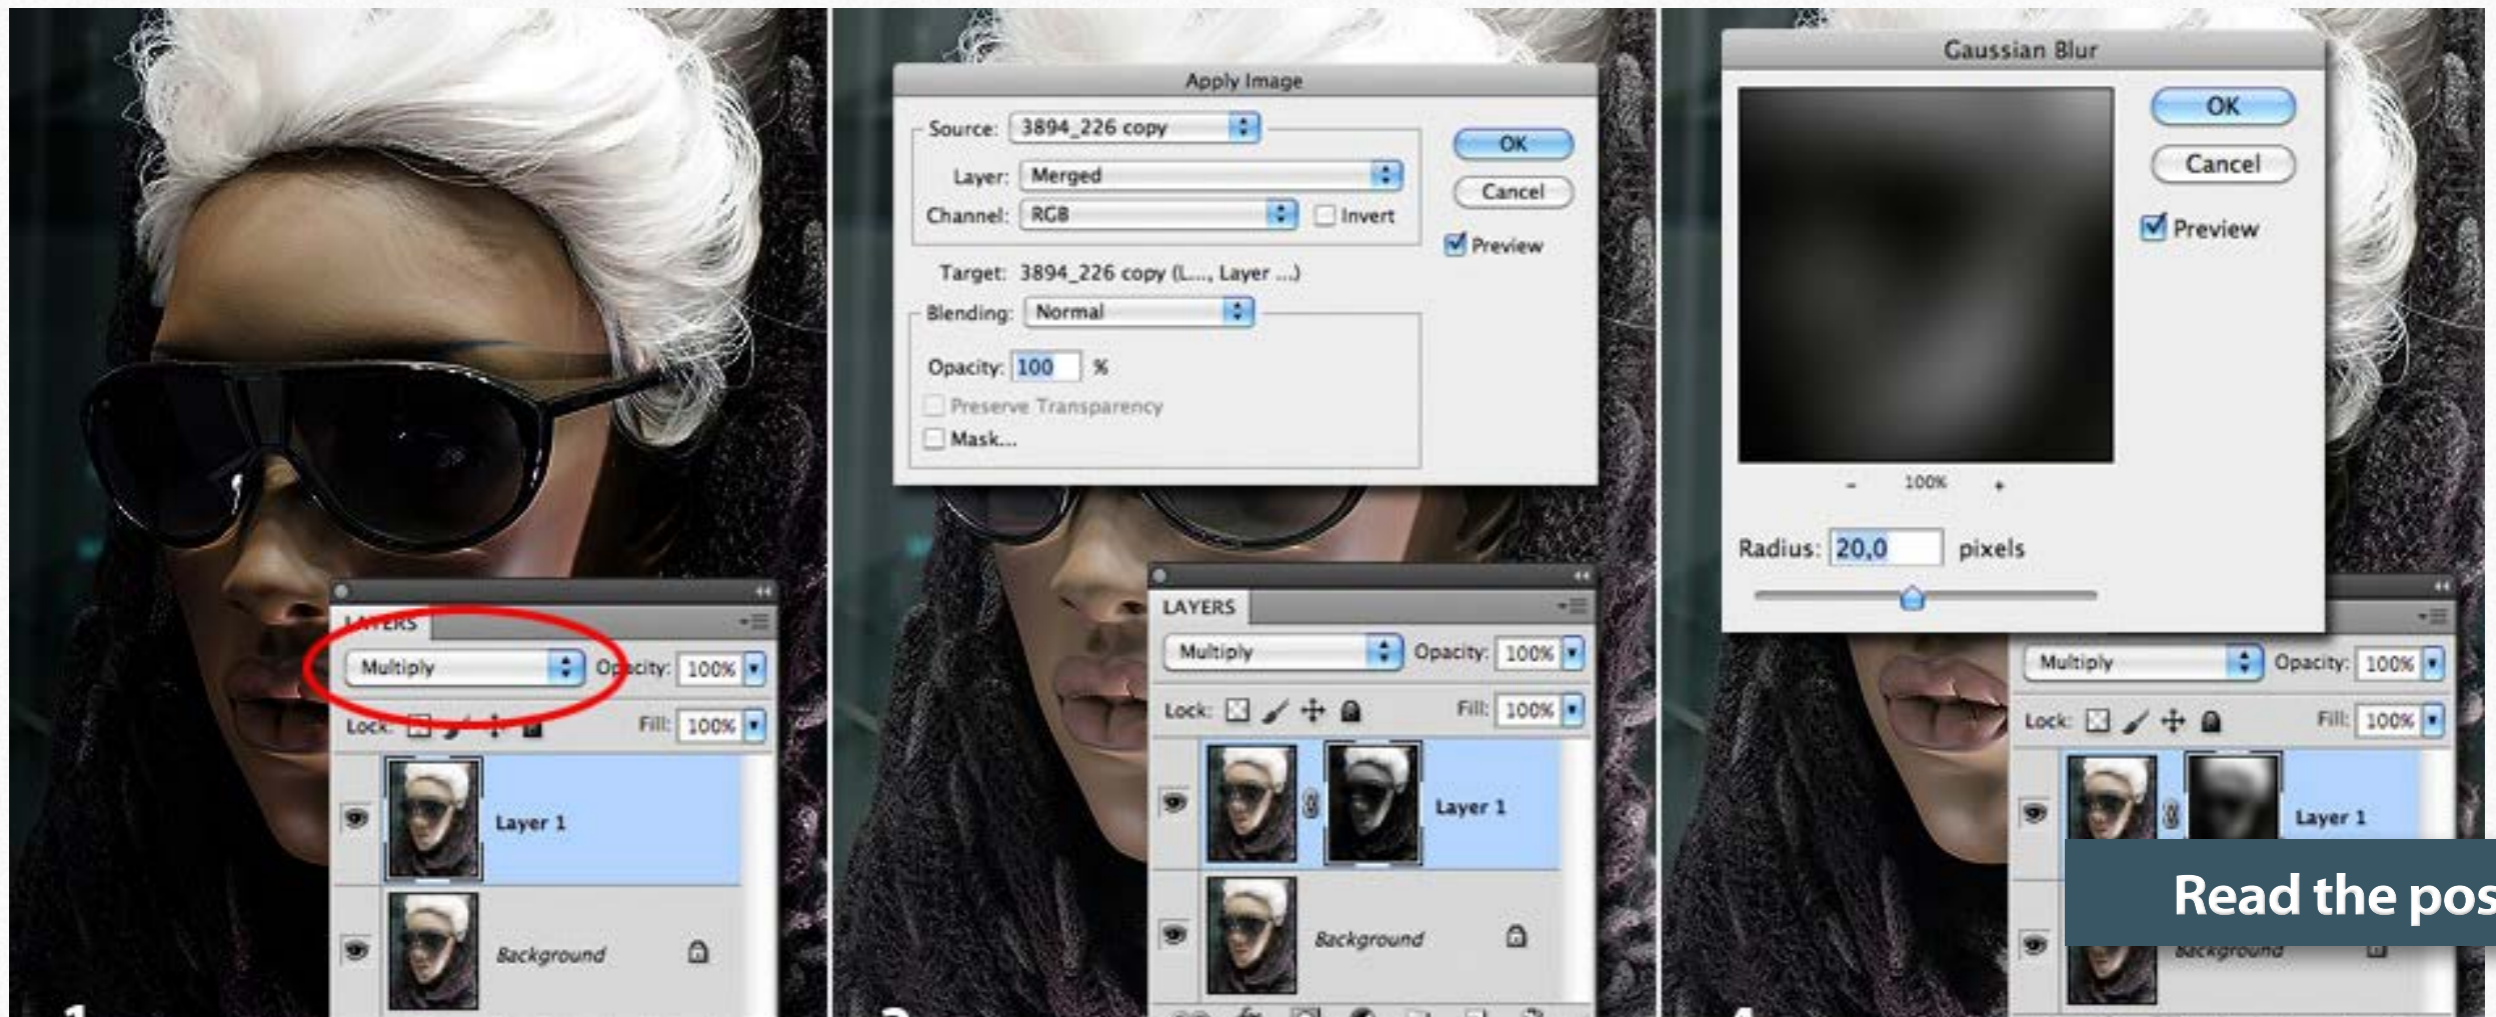 LAYERS
Multiply Opacity: 100%
Lock: Fill: 100%
Layer 1
Background
1
Apply Image
Source: 3894_226 copy
OK
Layer: Merged
Cancel
Channel: RGB Invert
Preview
Target: 3894_226 copy (L..., Layer ...)
Blending: Normal
Opacity: 100 %
Preserve Transparency
Mask...
LAYERS
Multiply Opacity: 100%
Lock: Fill: 100%
Layer 1
Background
Gaussian Blur
OK
Cancel
Preview
- 100% +
Radius: 20,0 pixels
Multiply Opacity: 100%
Lock: Fill: 100%
Layer 1
Read the pos
Background